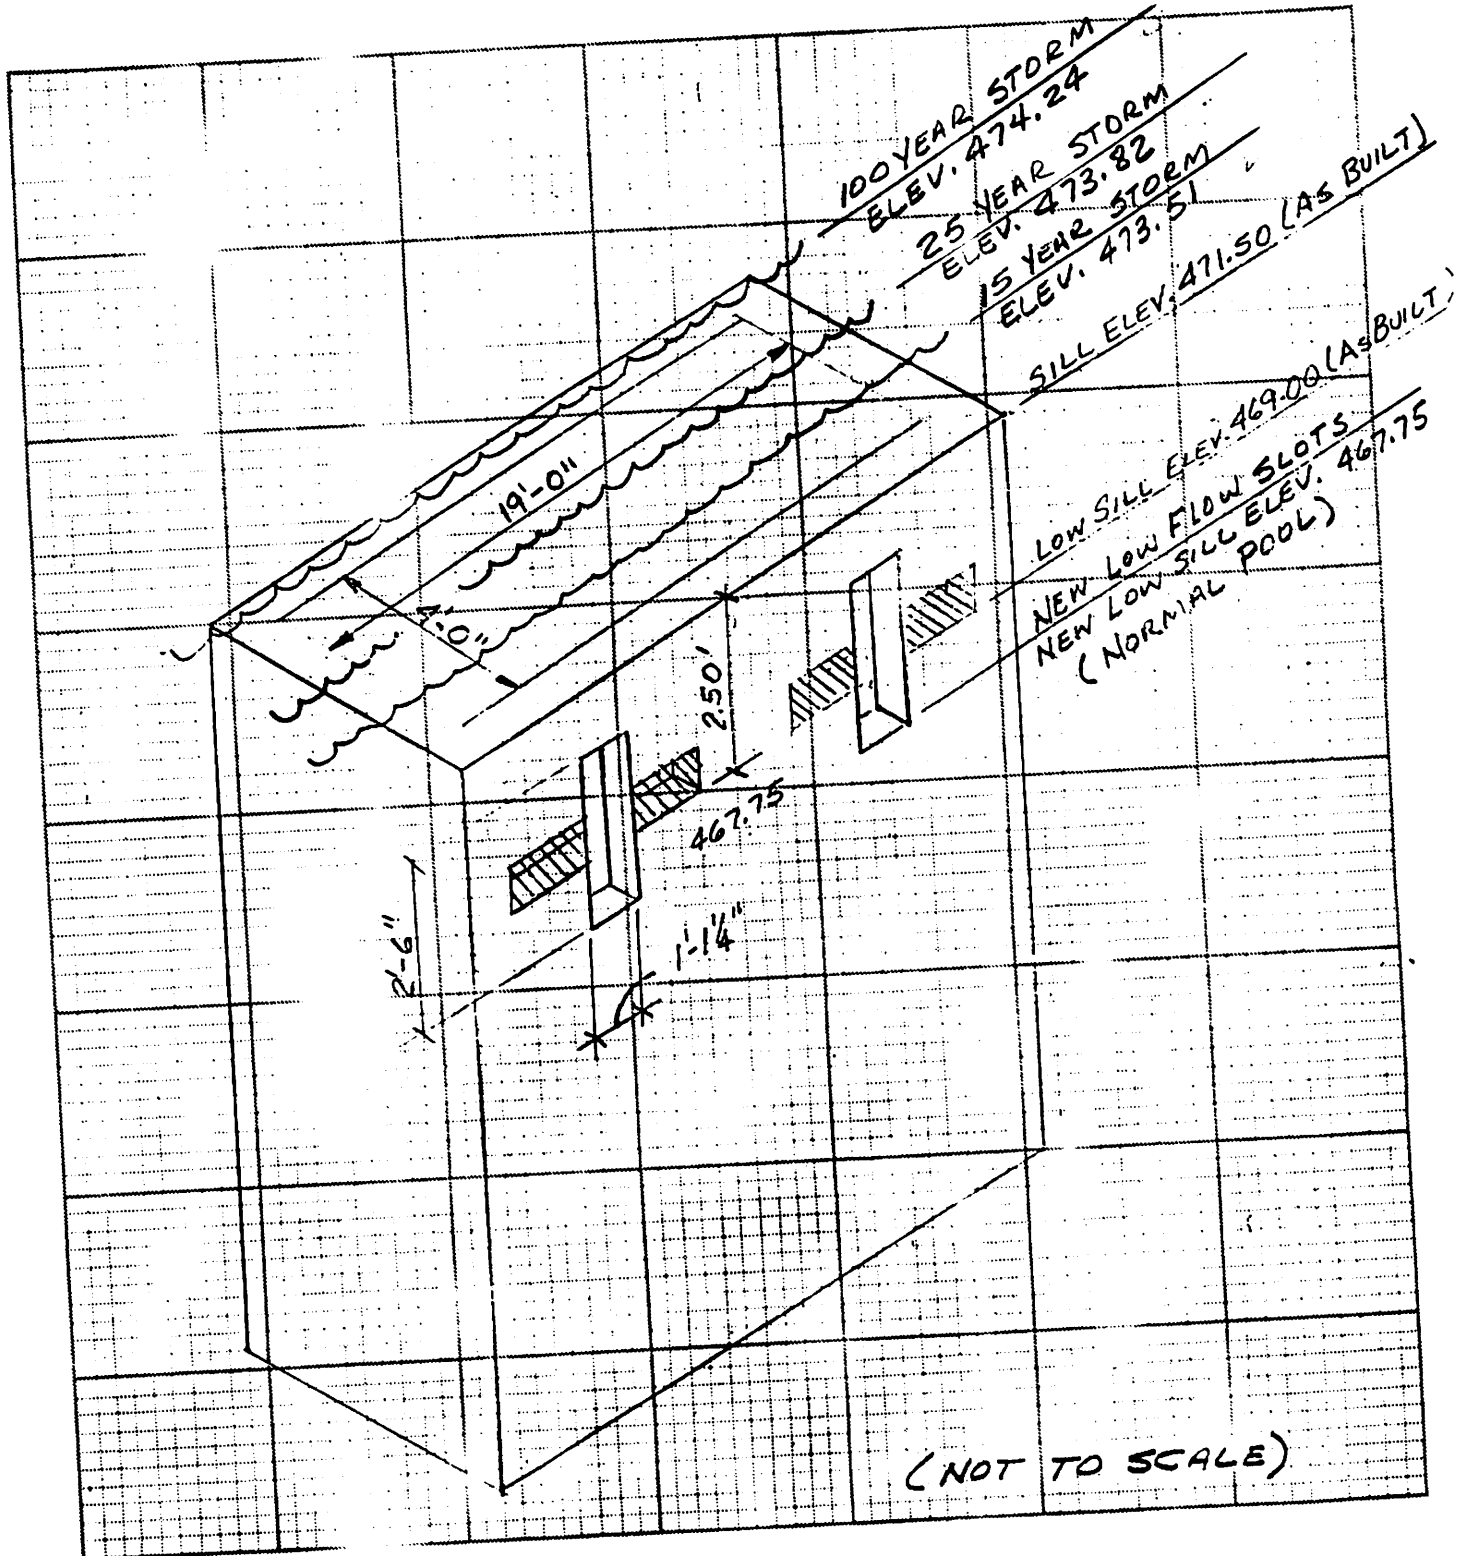 100 YEAR STORM
ELEV. 474.24
25 YEAR STORM
ELEV. 473.82
15 YEAR STORM
ELEV. 473.51
SILL ELEV. 471.50 (AS BUILT)
LOW SILL ELEV. 469.00 (AS BUILT)
NEW LOW FLOW SLOTS
NEW LOW SILL ELEV. 467.75
(NORMAL POOL)
19'-0"
4'-0"
2.50'
467.75
2'-6"
1'-1¼"
(NOT TO SCALE)